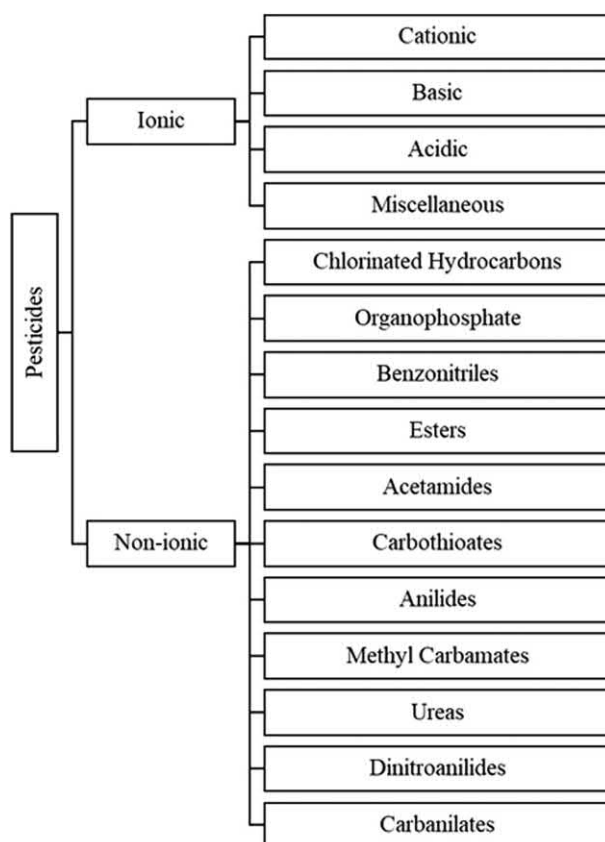 Pesticides
Ionic
Cationic
Basic
Acidic
Miscellaneous
Non-ionic
Chlorinated Hydrocarbons
Organophosphate
Benzonitriles
Esters
Acetamides
Carbothioates
Anilides
Methyl Carbamates
Ureas
Dinitroanilides
Carbanilates